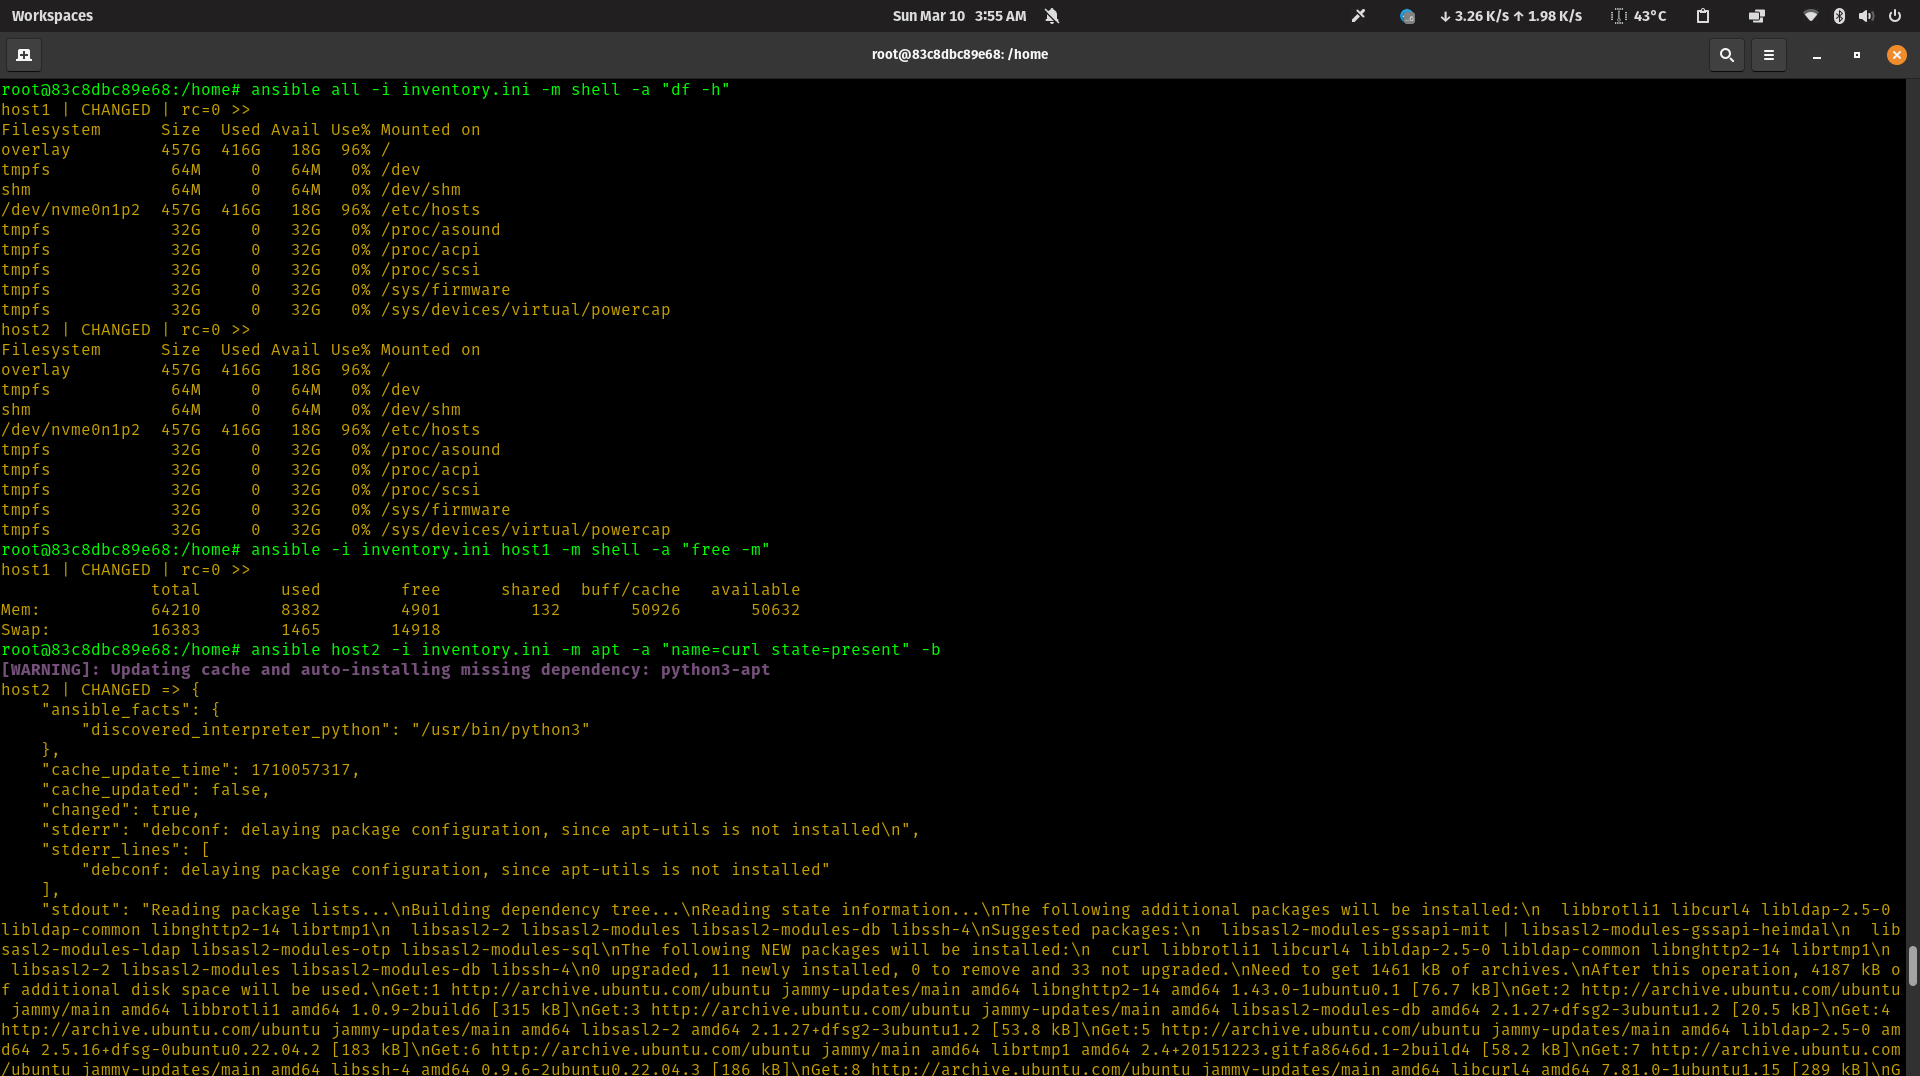 Workspaces
Sun Mar 10 3:55 AM
↓ 3.26 K/s ↑ 1.98 K/s
43°C
root@83c8dbc89e68: /home
root@83c8dbc89e68:/home# ansible all -i inventory.ini -m shell -a "df -h"
host1 | CHANGED | rc=0 >>
Filesystem      Size  Used Avail Use% Mounted on
overlay         457G  416G   18G  96% /
tmpfs            64M     0   64M   0% /dev
shm              64M     0   64M   0% /dev/shm
/dev/nvme0n1p2  457G  416G   18G  96% /etc/hosts
tmpfs            32G     0   32G   0% /proc/asound
tmpfs            32G     0   32G   0% /proc/acpi
tmpfs            32G     0   32G   0% /proc/scsi
tmpfs            32G     0   32G   0% /sys/firmware
tmpfs            32G     0   32G   0% /sys/devices/virtual/powercap
host2 | CHANGED | rc=0 >>
Filesystem      Size  Used Avail Use% Mounted on
overlay         457G  416G   18G  96% /
tmpfs            64M     0   64M   0% /dev
shm              64M     0   64M   0% /dev/shm
/dev/nvme0n1p2  457G  416G   18G  96% /etc/hosts
tmpfs            32G     0   32G   0% /proc/asound
tmpfs            32G     0   32G   0% /proc/acpi
tmpfs            32G     0   32G   0% /proc/scsi
tmpfs            32G     0   32G   0% /sys/firmware
tmpfs            32G     0   32G   0% /sys/devices/virtual/powercap
root@83c8dbc89e68:/home# ansible -i inventory.ini host1 -m shell -a "free -m"
host1 | CHANGED | rc=0 >>
               total        used        free      shared  buff/cache   available
Mem:           64210        8382        4901         132       50926       50632
Swap:          16383        1465       14918
root@83c8dbc89e68:/home# ansible host2 -i inventory.ini -m apt -a "name=curl state=present" -b
[WARNING]: Updating cache and auto-installing missing dependency: python3-apt
host2 | CHANGED => {
    "ansible_facts": {
        "discovered_interpreter_python": "/usr/bin/python3"
    },
    "cache_update_time": 1710057317,
    "cache_updated": false,
    "changed": true,
    "stderr": "debconf: delaying package configuration, since apt-utils is not installed\n",
    "stderr_lines": [
        "debconf: delaying package configuration, since apt-utils is not installed"
    ],
    "stdout": "Reading package lists...\nBuilding dependency tree...\nReading state information...\nThe following additional packages will be installed:\n  libbrotli1 libcurl4 libldap-2.5-0
libldap-common libnghttp2-14 librtmp1\n  libsasl2-2 libsasl2-modules libsasl2-modules-db libssh-4\nSuggested packages:\n  libsasl2-modules-gssapi-mit | libsasl2-modules-gssapi-heimdal\n  lib
sasl2-modules-ldap libsasl2-modules-otp libsasl2-modules-sql\nThe following NEW packages will be installed:\n  curl libbrotli1 libcurl4 libldap-2.5-0 libldap-common libnghttp2-14 librtmp1\n
 libsasl2-2 libsasl2-modules libsasl2-modules-db libssh-4\n0 upgraded, 11 newly installed, 0 to remove and 33 not upgraded.\nNeed to get 1461 kB of archives.\nAfter this operation, 4187 kB o
f additional disk space will be used.\nGet:1 http://archive.ubuntu.com/ubuntu jammy-updates/main amd64 libnghttp2-14 amd64 1.43.0-1ubuntu0.1 [76.7 kB]\nGet:2 http://archive.ubuntu.com/ubuntu
 jammy/main amd64 libbrotli1 amd64 1.0.9-2build6 [315 kB]\nGet:3 http://archive.ubuntu.com/ubuntu jammy-updates/main amd64 libsasl2-modules-db amd64 2.1.27+dfsg2-3ubuntu1.2 [20.5 kB]\nGet:4
http://archive.ubuntu.com/ubuntu jammy-updates/main amd64 libsasl2-2 amd64 2.1.27+dfsg2-3ubuntu1.2 [53.8 kB]\nGet:5 http://archive.ubuntu.com/ubuntu jammy-updates/main amd64 libldap-2.5-0 am
d64 2.5.16+dfsg-0ubuntu0.22.04.2 [183 kB]\nGet:6 http://archive.ubuntu.com/ubuntu jammy/main amd64 librtmp1 amd64 2.4+20151223.gitfa8646d.1-2build4 [58.2 kB]\nGet:7 http://archive.ubuntu.com
/ubuntu jammy-updates/main amd64 libssh-4 amd64 0.9.6-2ubuntu0.22.04.3 [186 kB]\nGet:8 http://archive.ubuntu.com/ubuntu jammy-updates/main amd64 libcurl4 amd64 7.81.0-1ubuntu1.15 [289 kB]\nG